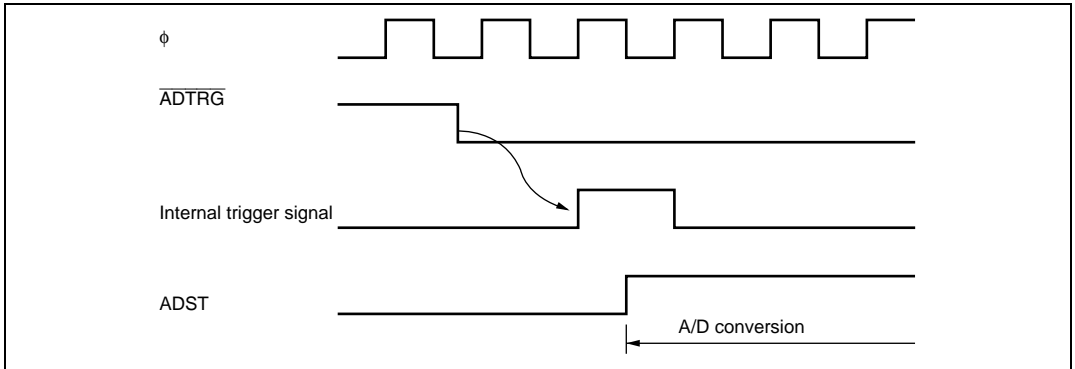 ϕ
ADTRG
Internal trigger signal
ADST
A/D conversion